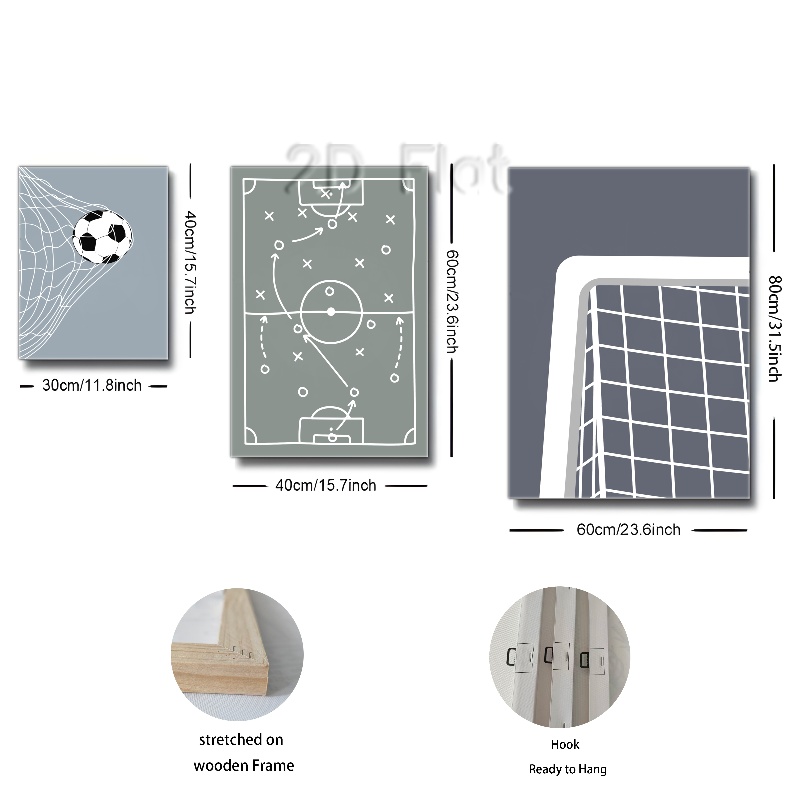 2D Flat
40cm/15.7inch
30cm/11.8inch
60cm/23.6inch
40cm/15.7inch
80cm/31.5inch
60cm/23.6inch
stretched on
wooden Frame
Hook
Ready to Hang